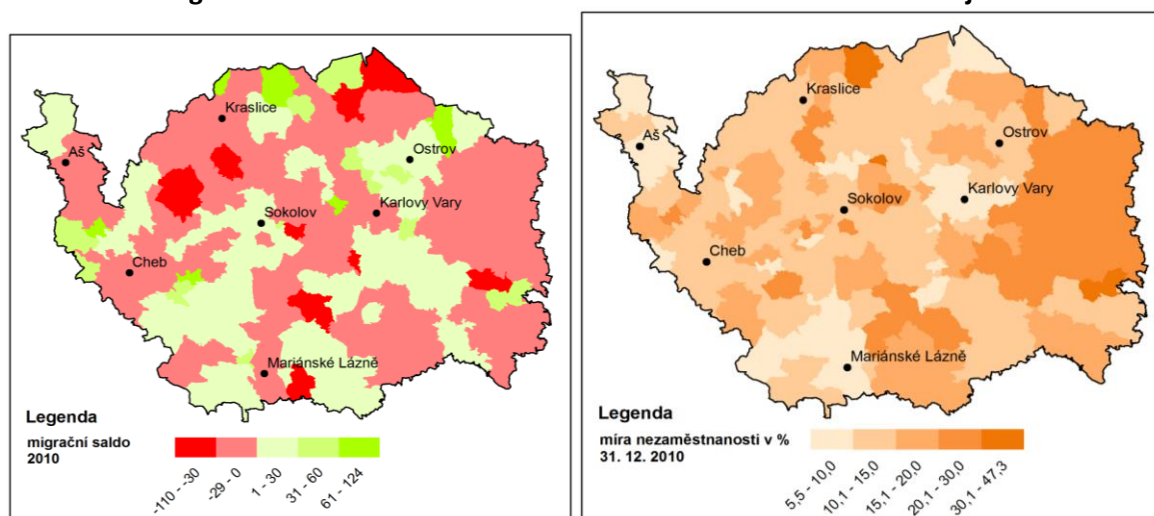 Kraslice
Aš
Ostrov
Sokolov
Karlovy Vary
Cheb
Mariánské Lázně
Legenda
migrační saldo
2010
-110 - -30
-29 - 0
1 - 30
31 - 60
61 - 124
Kraslice
Aš
Ostrov
Karlovy Vary
Sokolov
Cheb
Mariánské Lázně
Legenda
míra nezaměstnanosti v %
31. 12. 2010
5,5 - 10,0
10,1 - 15,0
15,1 - 20,0
20,1 - 30,0
30,1 - 47,3